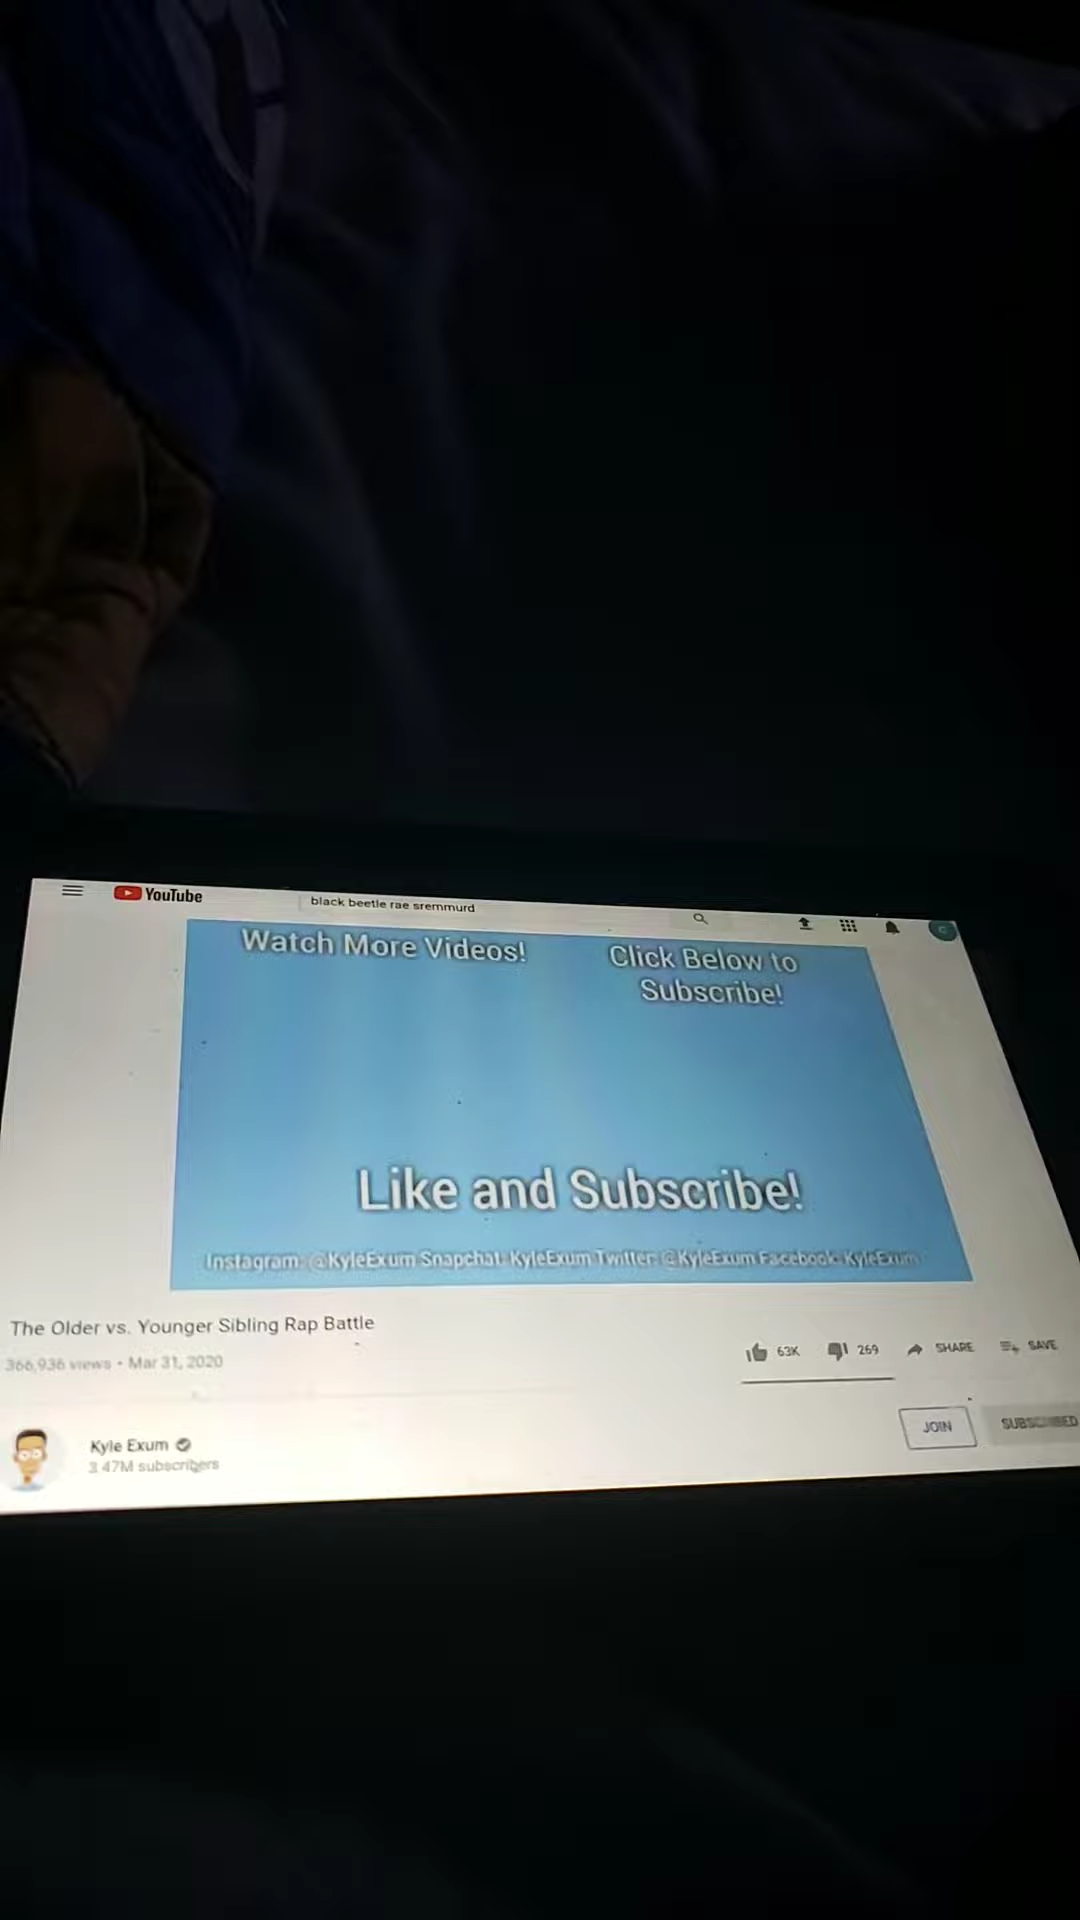 YouTube
black beetle rae sremmurd
Watch More Videos!
Click Below to
Subscribe!
Like and Subscribe!
Instagram: @KyleExum Snapchat: KyleExum Twitter: @KyleExum Facebook: KyleExum
The Older vs. Younger Sibling Rap Battle
366,936 views • Mar 31, 2020
63K
269
SHARE
SAVE
Kyle Exum
3.47M subscribers
JOIN
SUBSCRIBED